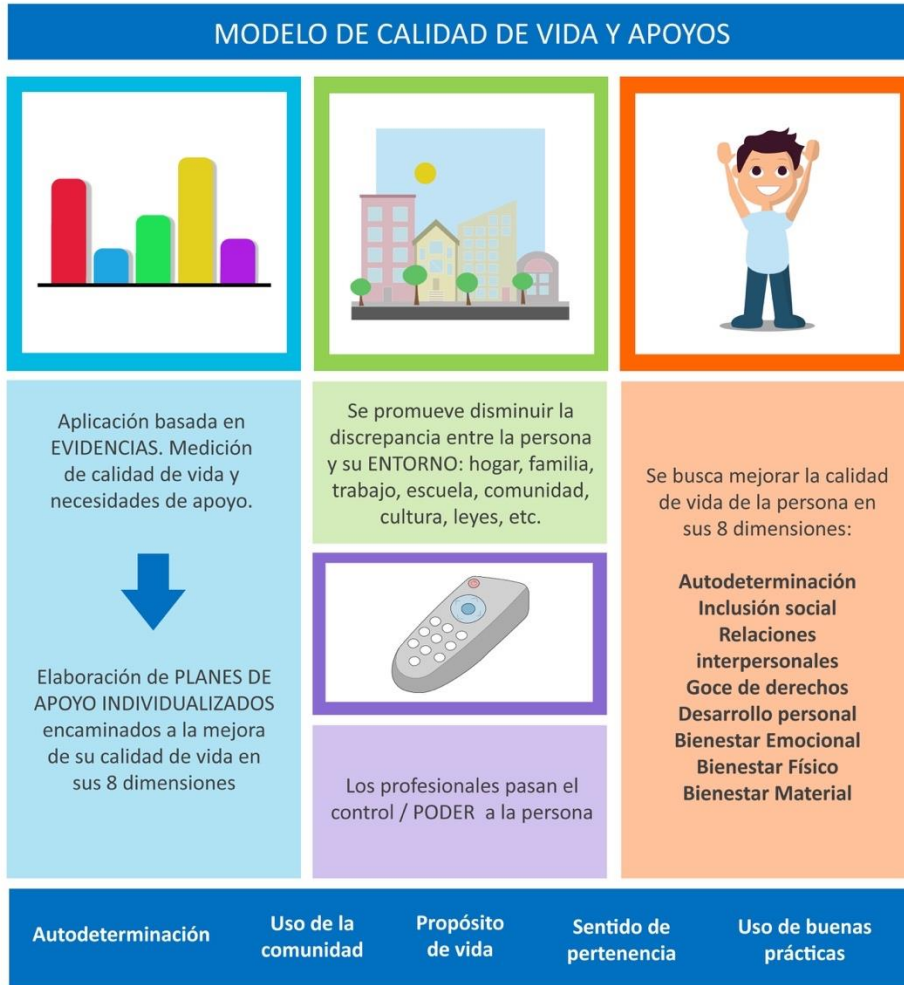 MODELO DE CALIDAD DE VIDA Y APOYOS
Aplicación basada en
EVIDENCIAS. Medición
de calidad de vida y
necesidades de apoyo.
Elaboración de PLANES DE
APOYO INDIVIDUALIZADOS
encaminados a la mejora
de su calidad de vida en
sus 8 dimensiones
Se promueve disminuir la
discrepancia entre la persona
y su ENTORNO: hogar, familia,
trabajo, escuela, comunidad,
cultura, leyes, etc.
Los profesionales pasan el
control / PODER a la persona
Se busca mejorar la calidad
de vida de la persona en
sus 8 dimensiones:
Autodeterminación
Inclusión social
Relaciones
interpersonales
Goce de derechos
Desarrollo personal
Bienestar Emocional
Bienestar Físico
Bienestar Material
Autodeterminación
Uso de la
comunidad
Propósito
de vida
Sentido de
pertenencia
Uso de buenas
prácticas